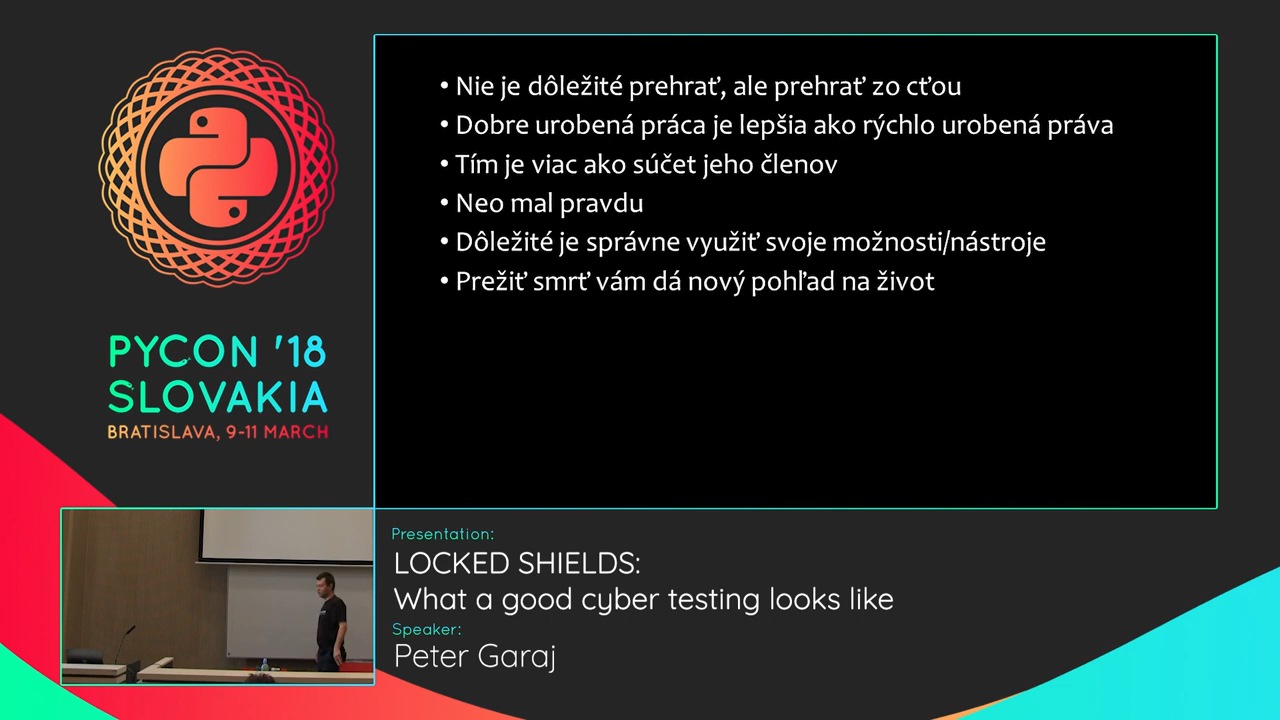 • Nie je dôležité prehrať, ale prehrať zo cťou
• Dobre urobená práca je lepšia ako rýchlo urobená práva
• Tím je viac ako súčet jeho členov
• Neo mal pravdu
• Dôležité je správne využiť svoje možnosti/nástroje
• Prežiť smrť vám dá nový pohľad na život
PYCON '18
SLOVAKIA
BRATISLAVA, 9-11 MARCH
Presentation:
LOCKED SHIELDS:
What a good cyber testing looks like
Speaker:
Peter Garaj